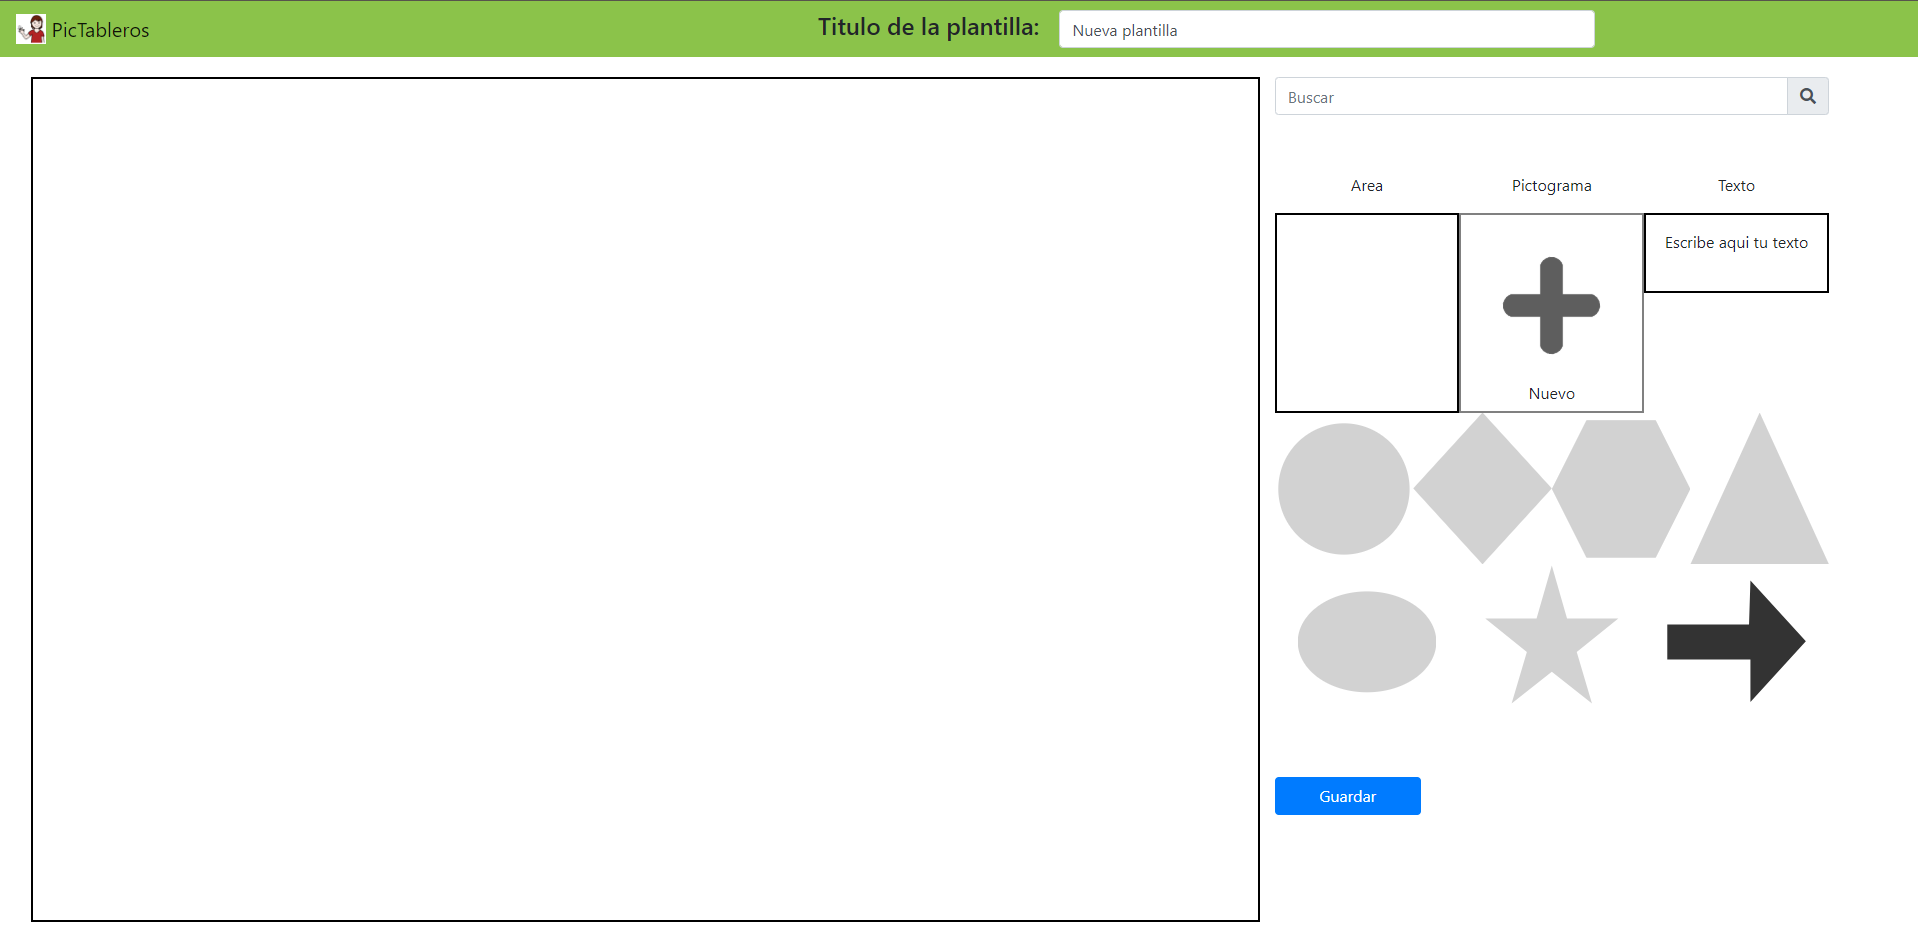 PicTableros
Titulo de la plantilla:
Nueva plantilla
Buscar
Area
Pictograma
Texto
Escribe aqui tu texto
Nuevo
Guardar